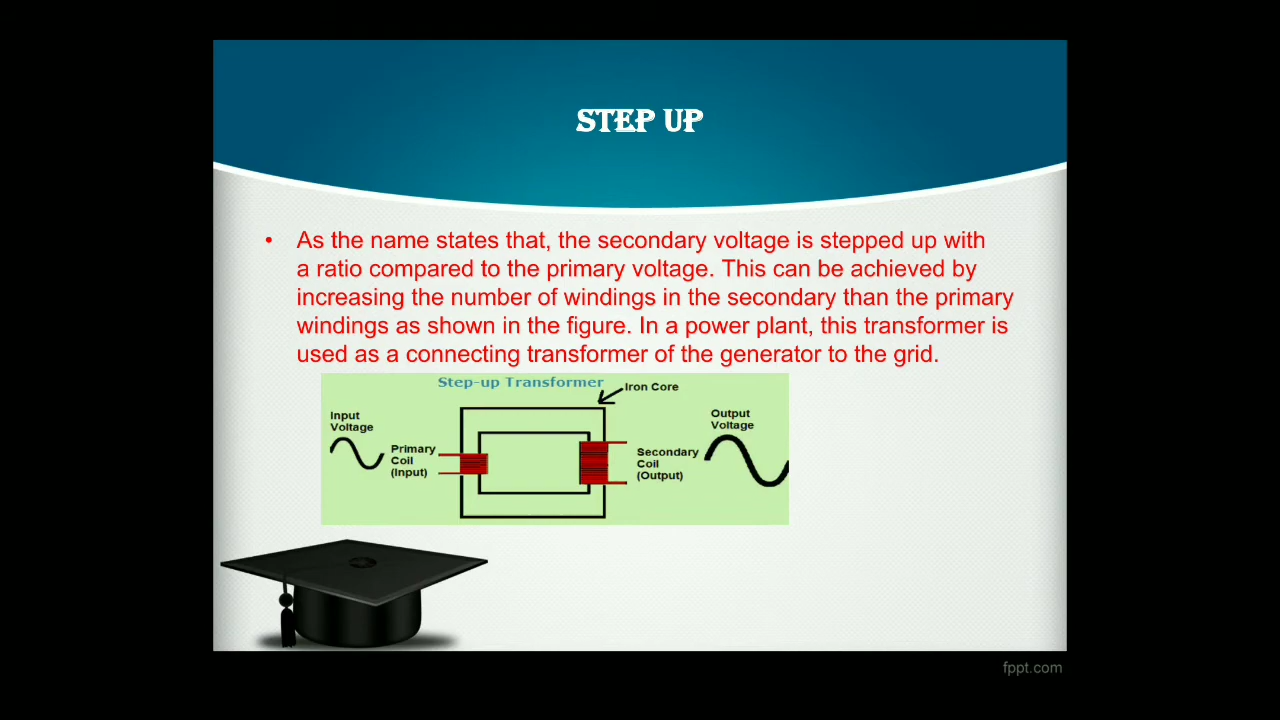 STEP UP
• As the name states that, the secondary voltage is stepped up with
a ratio compared to the primary voltage. This can be achieved by
increasing the number of windings in the secondary than the primary
windings as shown in the figure. In a power plant, this transformer is
used as a connecting transformer of the generator to the grid.
Step-up Transformer
Iron Core
Input
Voltage
Primary
Coil
(Input)
Secondary
Coil
(Output)
Output
Voltage
fppt.com